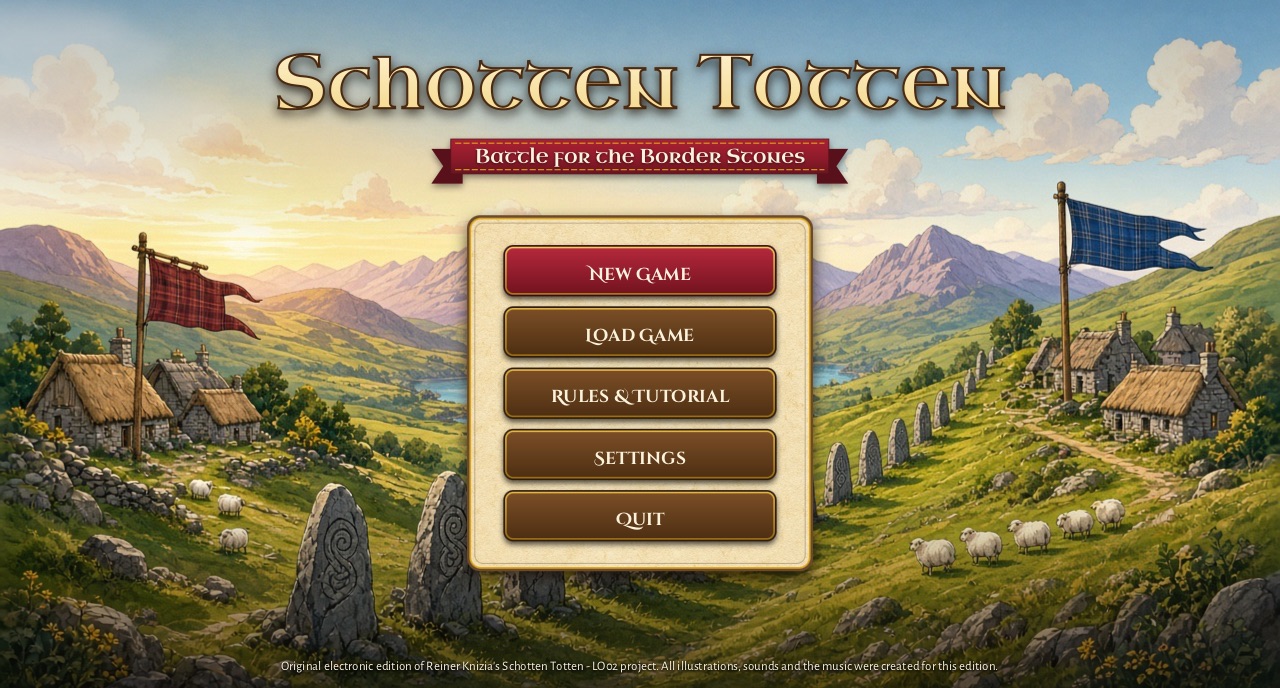 Schotten Totten
Battle for the Border Stones
New Game
Load Game
Rules & Tutorial
Settings
Quit
Original electronic edition of Reiner Knizia's Schotten Totten - LO02 project. All illustrations, sounds and the music were created for this edition.